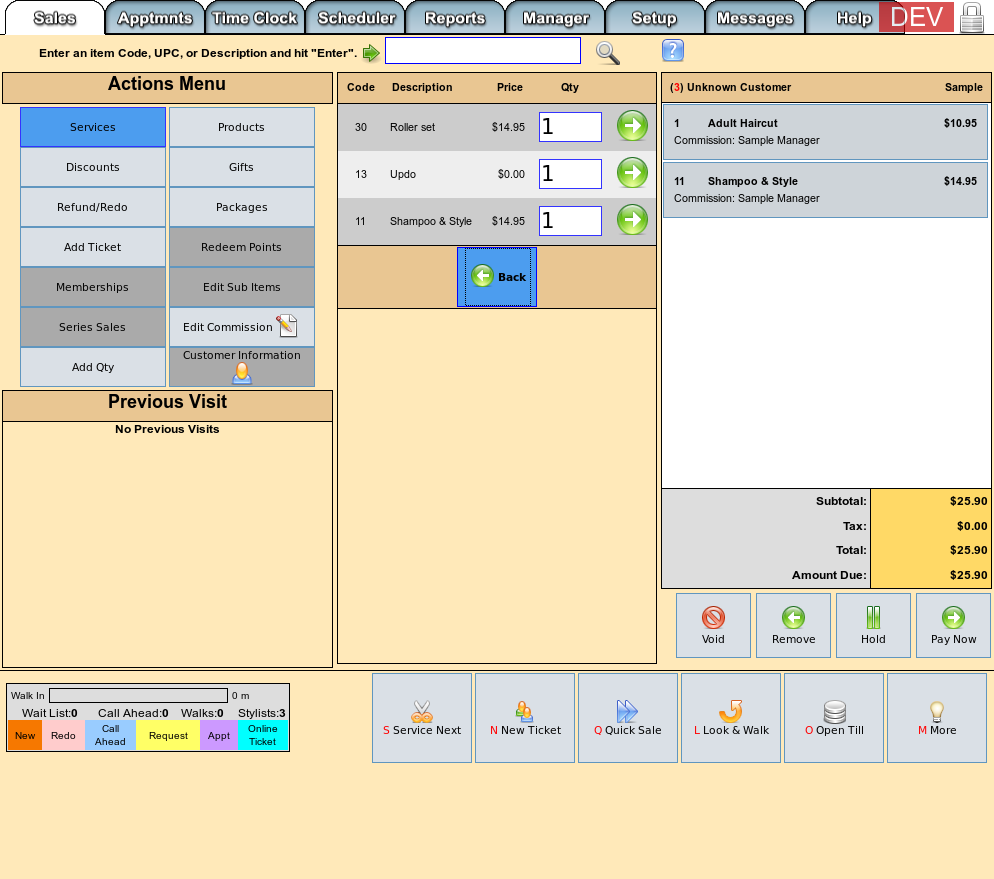 Sales Apptmnts Time Clock Scheduler Reports Manager Setup Messages Help DEV
Enter an item Code, UPC, or Description and hit "Enter".
Actions Menu
Services Products
Discounts Gifts
Refund/Redo Packages
Add Ticket Redeem Points
Memberships Edit Sub Items
Series Sales Edit Commission
Add Qty Customer Information
Previous Visit
No Previous Visits
Code Description Price Qty
30 Roller set $14.95 1
13 Updo $0.00 1
11 Shampoo & Style $14.95 1
Back
(3) Unknown Customer Sample
1 Adult Haircut $10.95
Commission: Sample Manager
11 Shampoo & Style $14.95
Commission: Sample Manager
Subtotal: $25.90
Tax: $0.00
Total: $25.90
Amount Due: $25.90
Void Remove Hold Pay Now
Walk In 0 m
Wait List:0 Call Ahead:0 Walks:0 Stylists:3
New Redo Call Ahead Request Appt Online Ticket
S Service Next N New Ticket Q Quick Sale L Look & Walk O Open Till M More